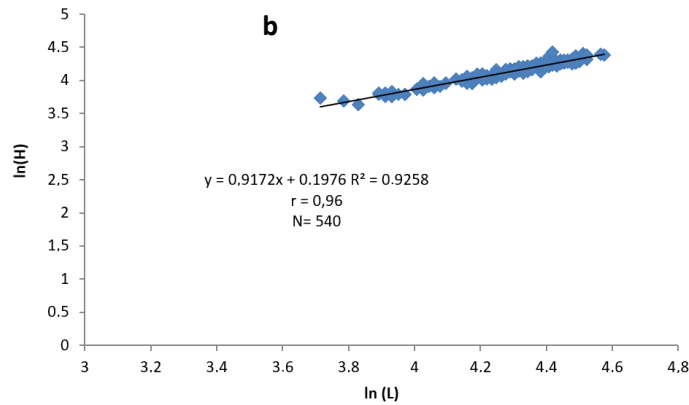 b
5
4.5
4
3.5
3
2,5
2
1,5
1
0.5
0
ln(H)
y = 0,9172x + 0.1976 R² = 0.9258
r = 0,96
N= 540
3 3.2 3.4 3.6 3.8 4 4.2 4.4 4.6 4,8
ln (L)